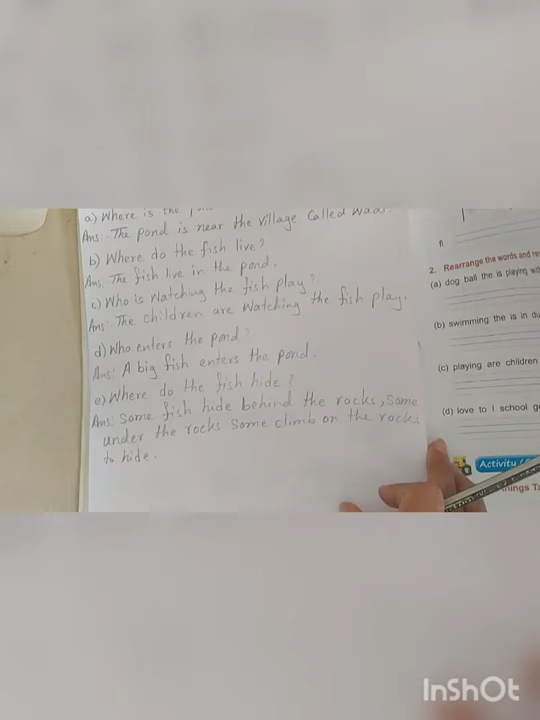 a) Where is the
Ans:- The pond is near the village called
b) Where do the fish live?
Ans: The fish live in the pond.
c) Who is watching the fish play?
Ans: The children are watching the fish play.
d) Who enters the pond?
Ans: A big fish enters the pond.
e) Where do the fish hide?
Ans: Some fish hide behind the rocks, some
under the rocks some climb on the rocks
to hide.
fl
2. Rearrange the words and
(a) dog ball the is playing
(b) swimming the is in
(c) playing are children
(d) love to I school
Activity
InShOt